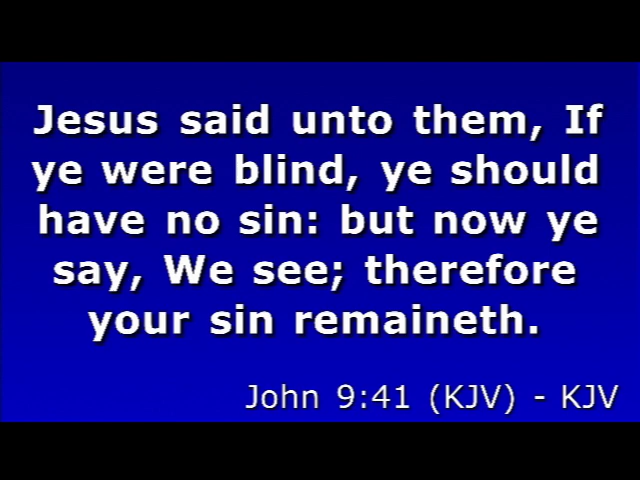 Jesus said unto them, If
ye were blind, ye should
have no sin: but now ye
say, We see; therefore
your sin remaineth.
John 9:41 (KJV) - KJV